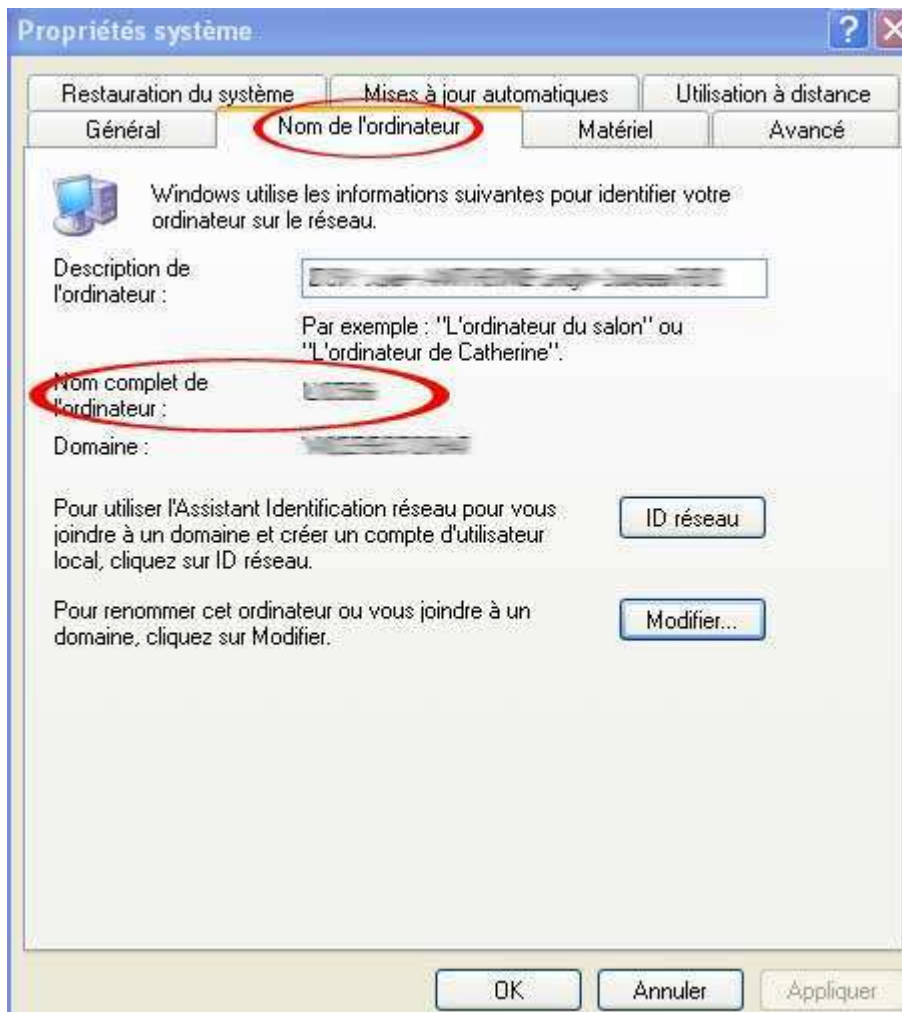 Propriétés système
Restauration du système Mises à jour automatiques Utilisation à distance
Général Nom de l'ordinateur Matériel Avancé
Windows utilise les informations suivantes pour identifier votre
ordinateur sur le réseau.
Description de
l'ordinateur :
Par exemple : "L'ordinateur du salon" ou
"L'ordinateur de Catherine".
Nom complet de
l'ordinateur :
Domaine :
Pour utiliser l'Assistant Identification réseau pour vous
joindre à un domaine et créer un compte d'utilisateur
local, cliquez sur ID réseau.
ID réseau
Pour renommer cet ordinateur ou vous joindre à un
domaine, cliquez sur Modifier.
Modifier...
OK Annuler Appliquer